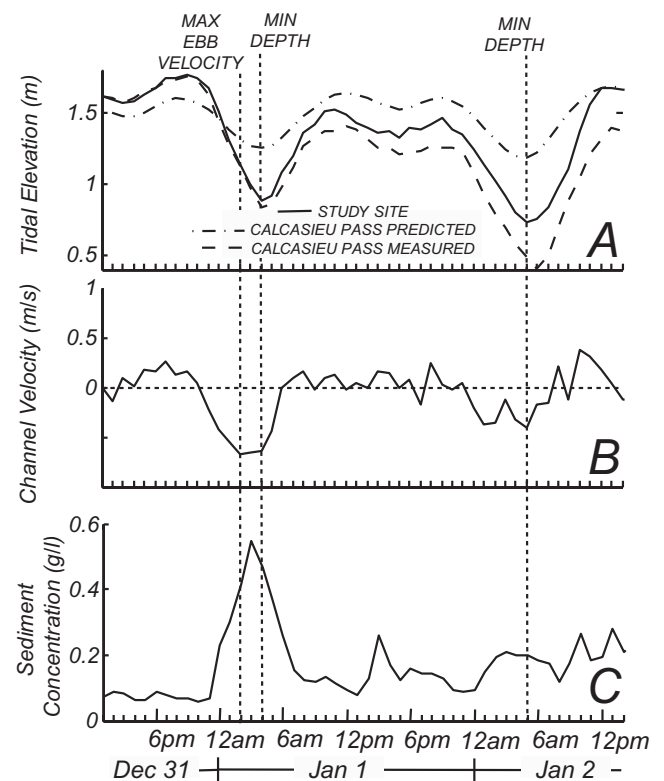 MAX
EBB
VELOCITY
MIN
DEPTH
MIN
DEPTH
Tidal Elevation (m)
1.5
1
0.5
STUDY SITE
CALCASIEU PASS PREDICTED
CALCASIEU PASS MEASURED
A
Channel Velocity (m/s)
1
0.5
0
B
Sediment
Concentration (g/l)
0.6
0.4
0.2
0
C
6pm 12am 6am 12pm 6pm 12am 6am 12pm
Dec 31 Jan 1 Jan 2